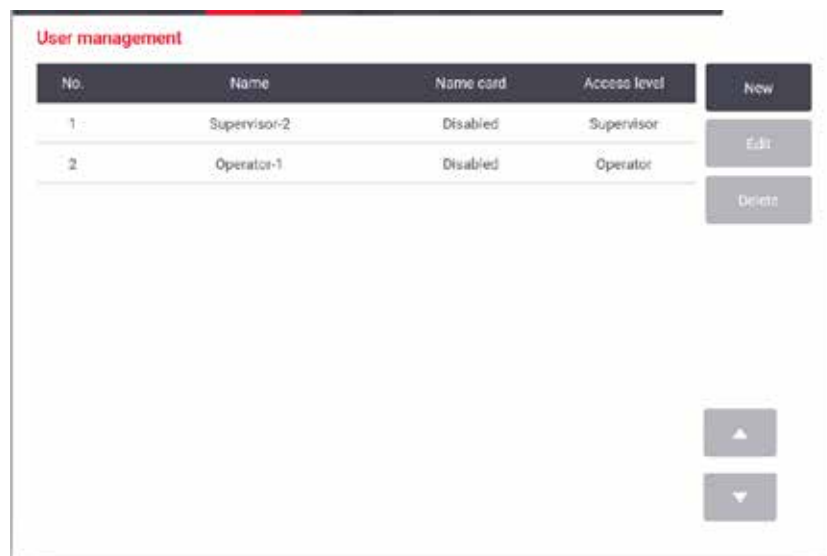 User management
No. Name Name card Access level New
1 Supervisor-2 Disabled Supervisor
Edit
2 Operator-1 Disabled Operator
Delete